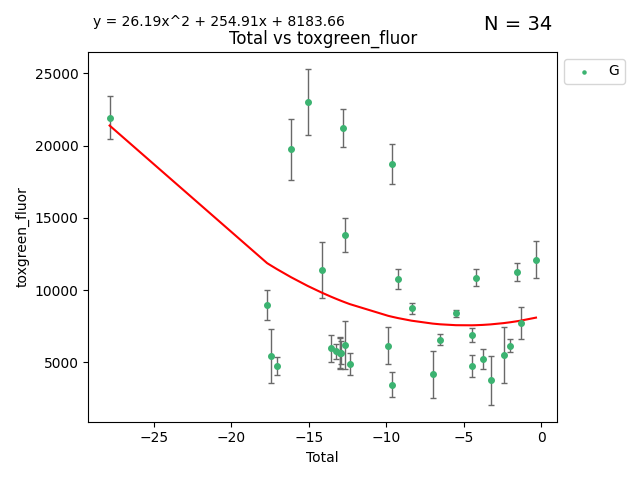 y = 26.19x^2 + 254.91x + 8183.66
N = 34
Total vs toxgreen_fluor
G
25000
20000
15000
10000
5000
toxgreen_fluor
−25
−20
−15
−10
−5
0
Total